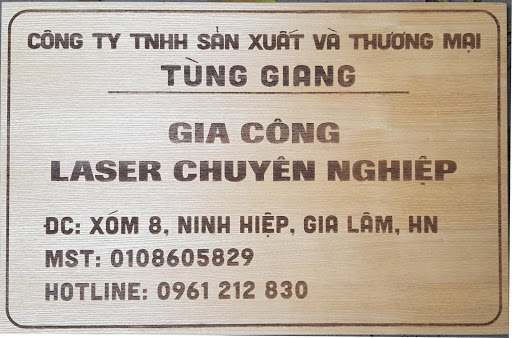 CÔNG TY TNHH SẢN XUẤT VÀ THƯƠNG MẠI
TÙNG GIANG
GIA CÔNG
LASER CHUYÊN NGHIỆP
ĐC: XÓM 8, NINH HIỆP, GIA LÂM, HN
MST: 0108605829
HOTLINE: 0961 212 830